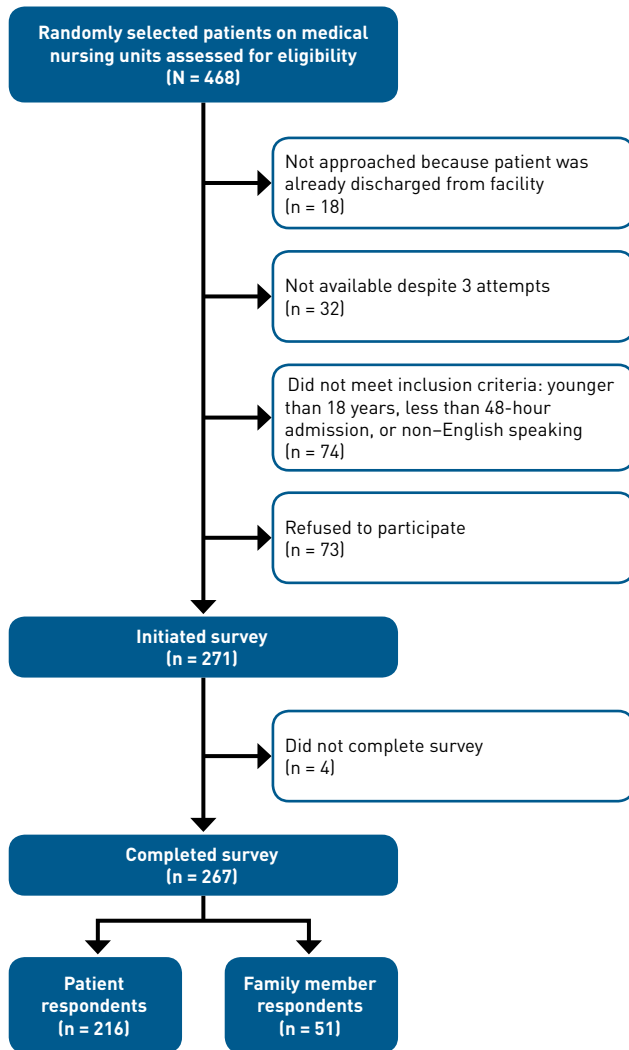 Randomly selected patients on medical
nursing units assessed for eligibility
(N = 468)
Not approached because patient was
already discharged from facility
(n = 18)
Not available despite 3 attempts
(n = 32)
Did not meet inclusion criteria: younger
than 18 years, less than 48-hour
admission, or non–English speaking
(n = 74)
Refused to participate
(n = 73)
Initiated survey
(n = 271)
Did not complete survey
(n = 4)
Completed survey
(n = 267)
Patient
respondents
(n = 216)
Family member
respondents
(n = 51)